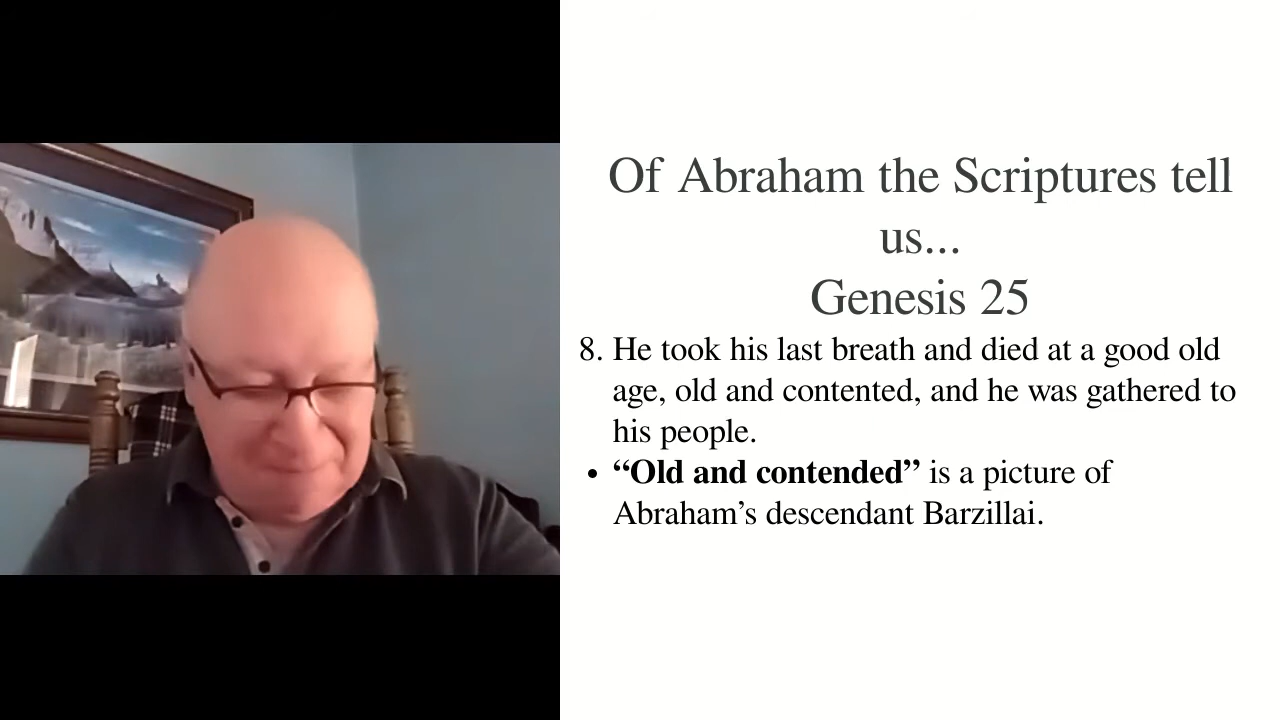 Of Abraham the Scriptures tell
us...
Genesis 25
8. He took his last breath and died at a good old
age, old and contented, and he was gathered to
his people.
• “Old and contended” is a picture of
Abraham’s descendant Barzillai.